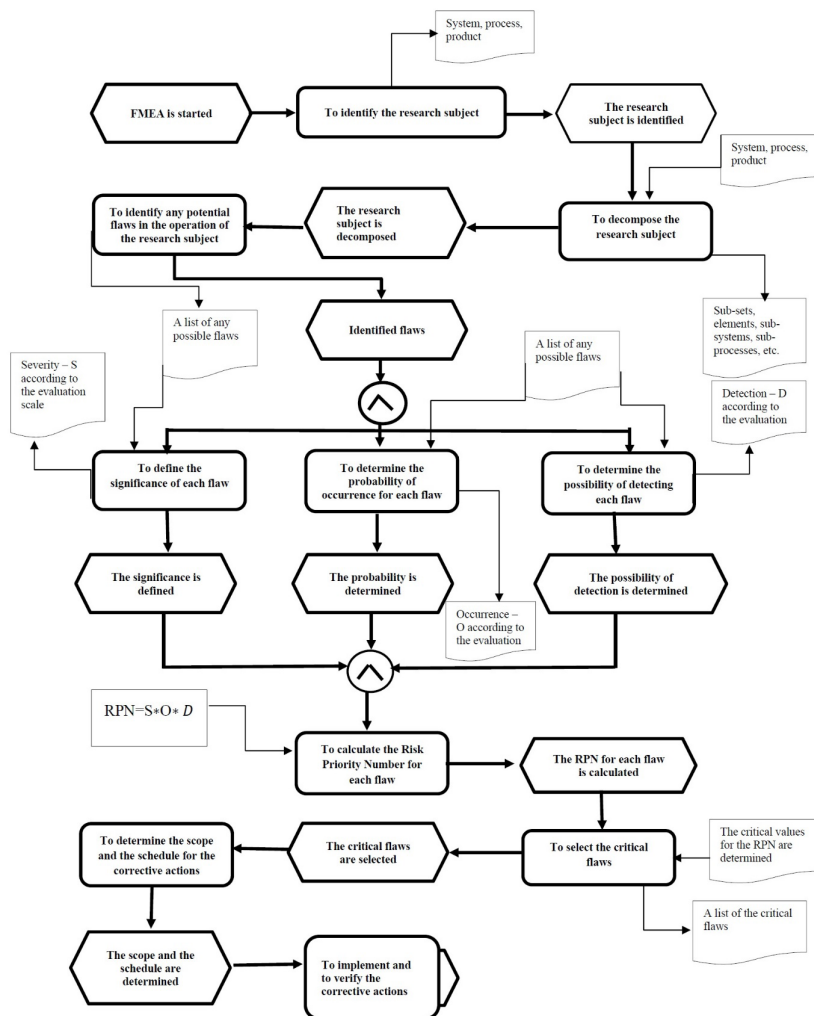 System, process,
product
FMEA is started
To identify the research subject
The research
subject is identified
System, process,
product
To identify any potential
flaws in the operation of
the research subject
The research
subject is
decomposed
To decompose the
research subject
A list of any
possible flaws
Identified flaws
A list of any
possible flaws
Sub-sets,
elements, sub-
systems, sub-
processes, etc.
Severity – S
according to
the evaluation
scale
Detection – D
according to
the evaluation
To define the
significance of each flaw
To determine the
probability of
occurrence for each flaw
To determine the
possibility of detecting
each flaw
The significance is
defined
The probability is
determined
The possibility of
detection is determined
Occurrence –
O according to
the evaluation
RPN=S*O* D
To calculate the Risk
Priority Number for
each flaw
The RPN for each flaw
is calculated
To determine the scope
and the schedule for the
corrective actions
The critical flaws
are selected
To select the critical
flaws
The critical values
for the RPN are
determined
A list of the critical
flaws
The scope and the
schedule are
determined
To implement and
to verify the
corrective actions